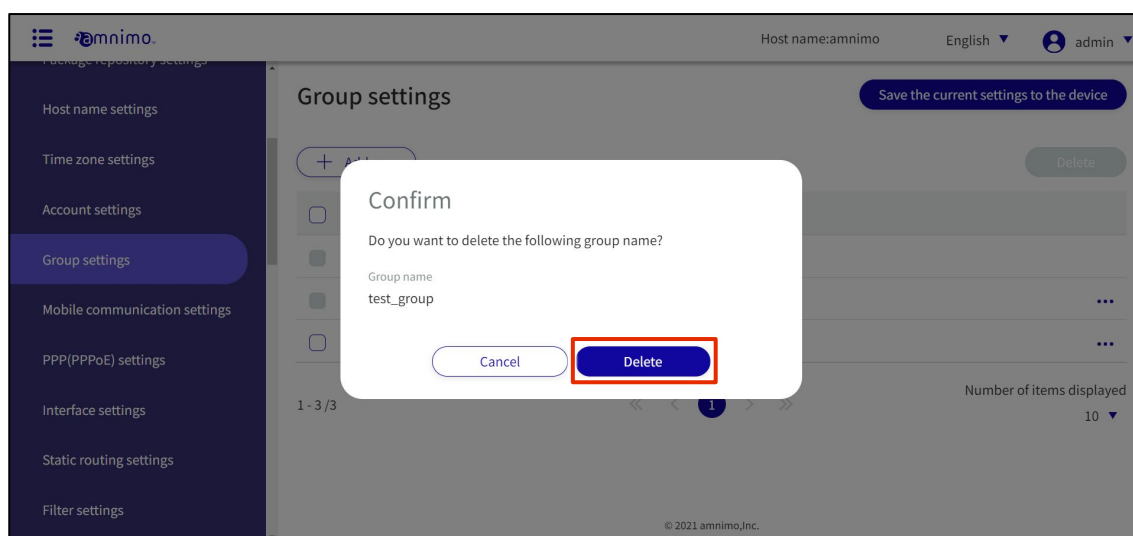 amnimo
Host name:amnimo
English
admin
Package repository settings
Host name settings
Time zone settings
Account settings
Group settings
Mobile communication settings
PPP(PPPoE) settings
Interface settings
Static routing settings
Filter settings
Group settings
Save the current settings to the device
Delete
Confirm
Do you want to delete the following group name?
Group name
test_group
Cancel
Delete
1 - 3 /3
1
Number of items displayed
10
© 2021 amnimo,Inc.